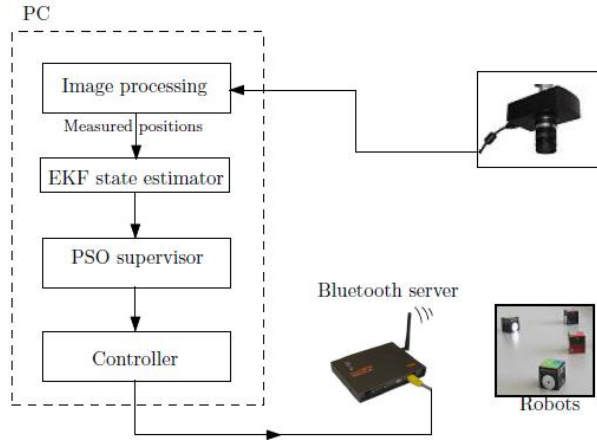 PC
Image processing
Measured positions
EKF state estimator
PSO supervisor
Bluetooth server
Controller
Robots